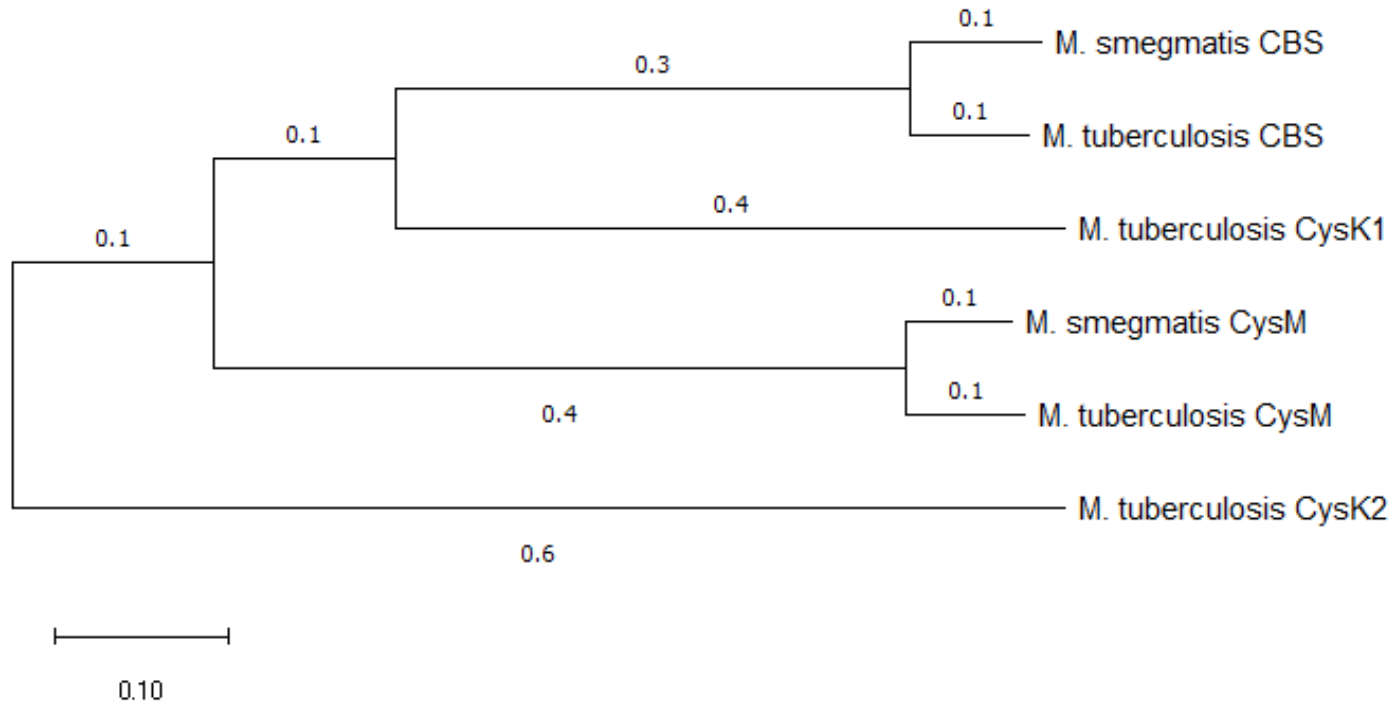 0.1
M. smegmatis CBS
0.3
0.1
M. tuberculosis CBS
0.1
0.4
M. tuberculosis CysK1
0.1
0.1
M. smegmatis CysM
0.1
M. tuberculosis CysM
0.4
M. tuberculosis CysK2
0.6
0.10